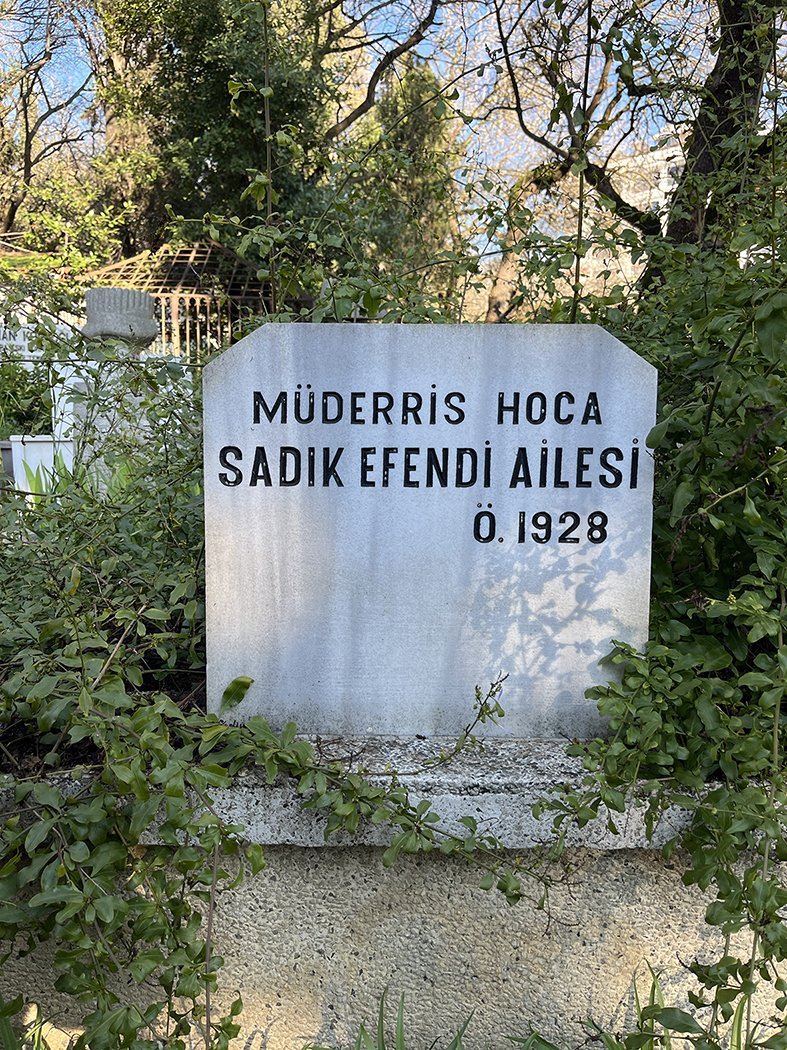 MÜDERRİS HOCA
SADIK EFENDİ AİLESİ
Ö. 1928